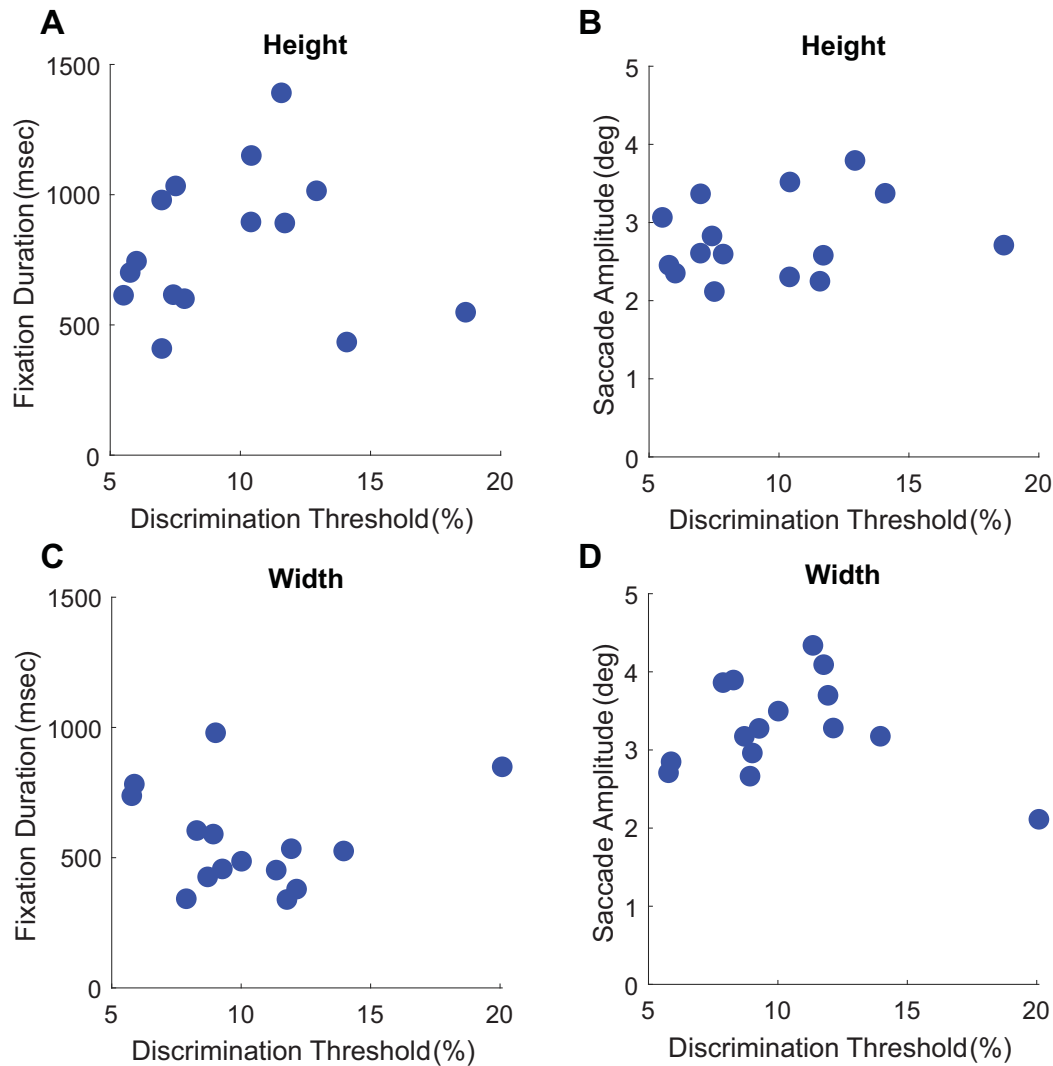 A
Height
1500
1000
500
0
5 10 15 20
Fixation Duration (msec)
Discrimination Threshold (%)
B
Height
5
4
3
2
1
0
5 10 15 20
Saccade Amplitude (deg)
Discrimination Threshold (%)
C
Width
1500
1000
500
0
5 10 15 20
Fixation Duration (msec)
Discrimination Threshold (%)
D
Width
5
4
3
2
1
0
5 10 15 20
Saccade Amplitude (deg)
Discrimination Threshold (%)